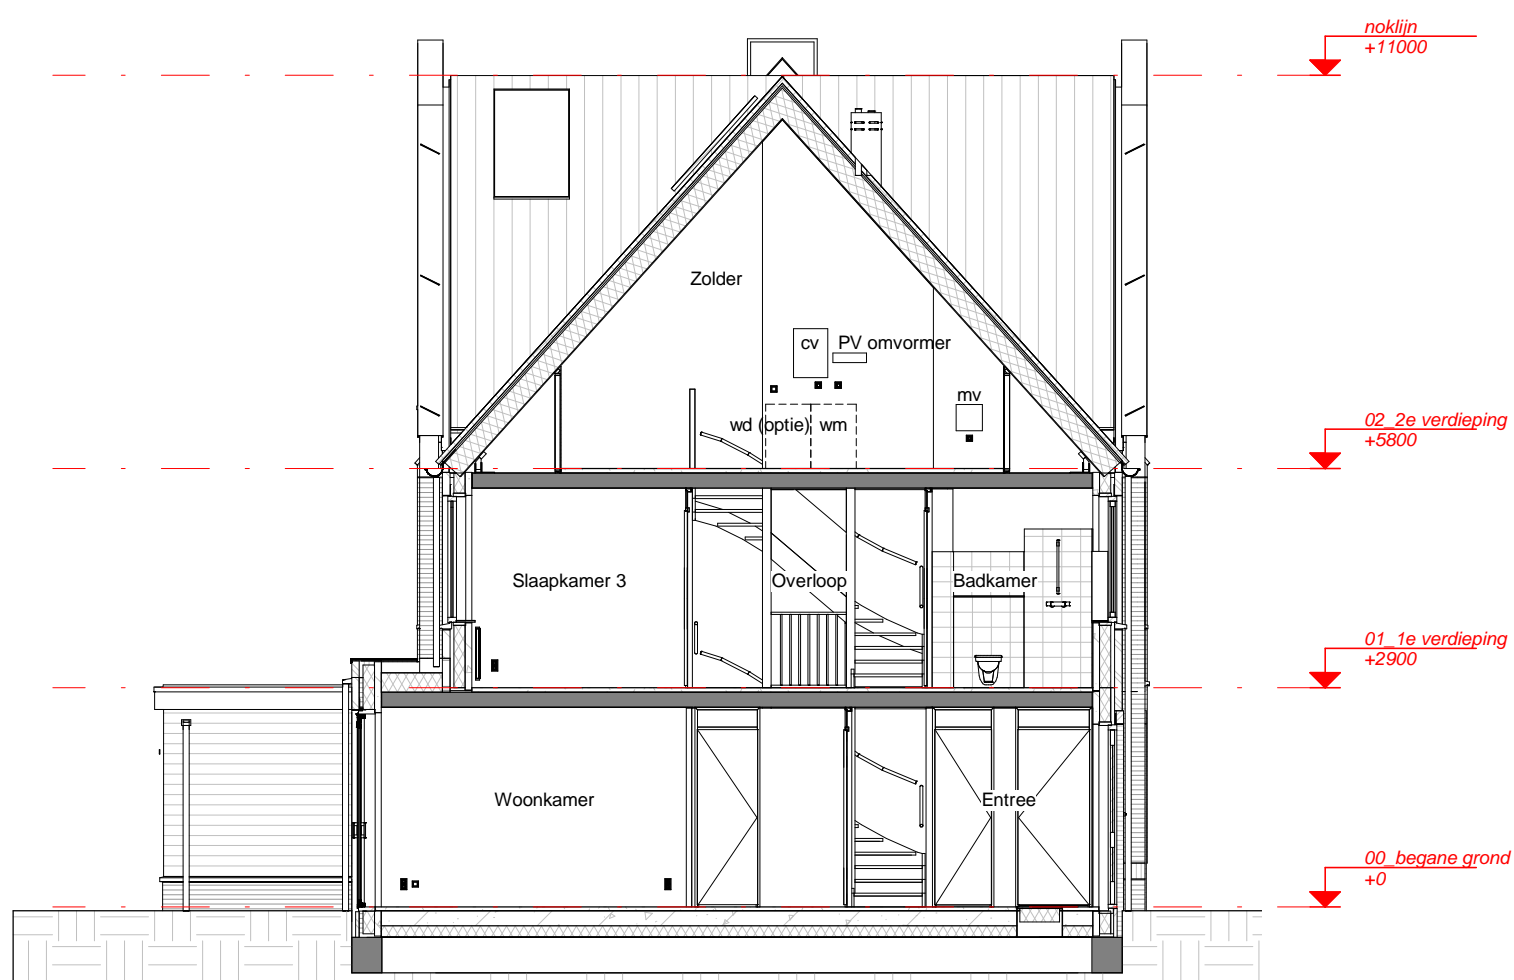 noklijn
+11000
Zolder
cv
PV omvormer
mv
wd (optie)
wm
02_2e verdieping
+5800
Slaapkamer 3
Overloop
Badkamer
01_1e verdieping
+2900
Woonkamer
Entree
00_begane grond
+0